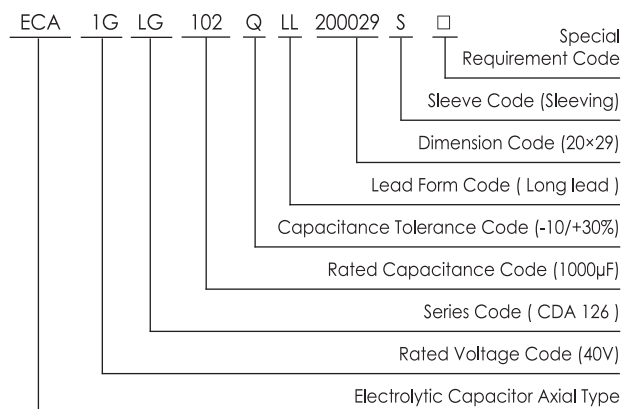 ECA 1G LG 102 Q LL 200029 S □
Special
Requirement Code
Sleeve Code (Sleeving)
Dimension Code (20×29)
Lead Form Code ( Long lead )
Capacitance Tolerance Code (-10/+30%)
Rated Capacitance Code (1000µF)
Series Code ( CDA 126 )
Rated Voltage Code (40V)
Electrolytic Capacitor Axial Type